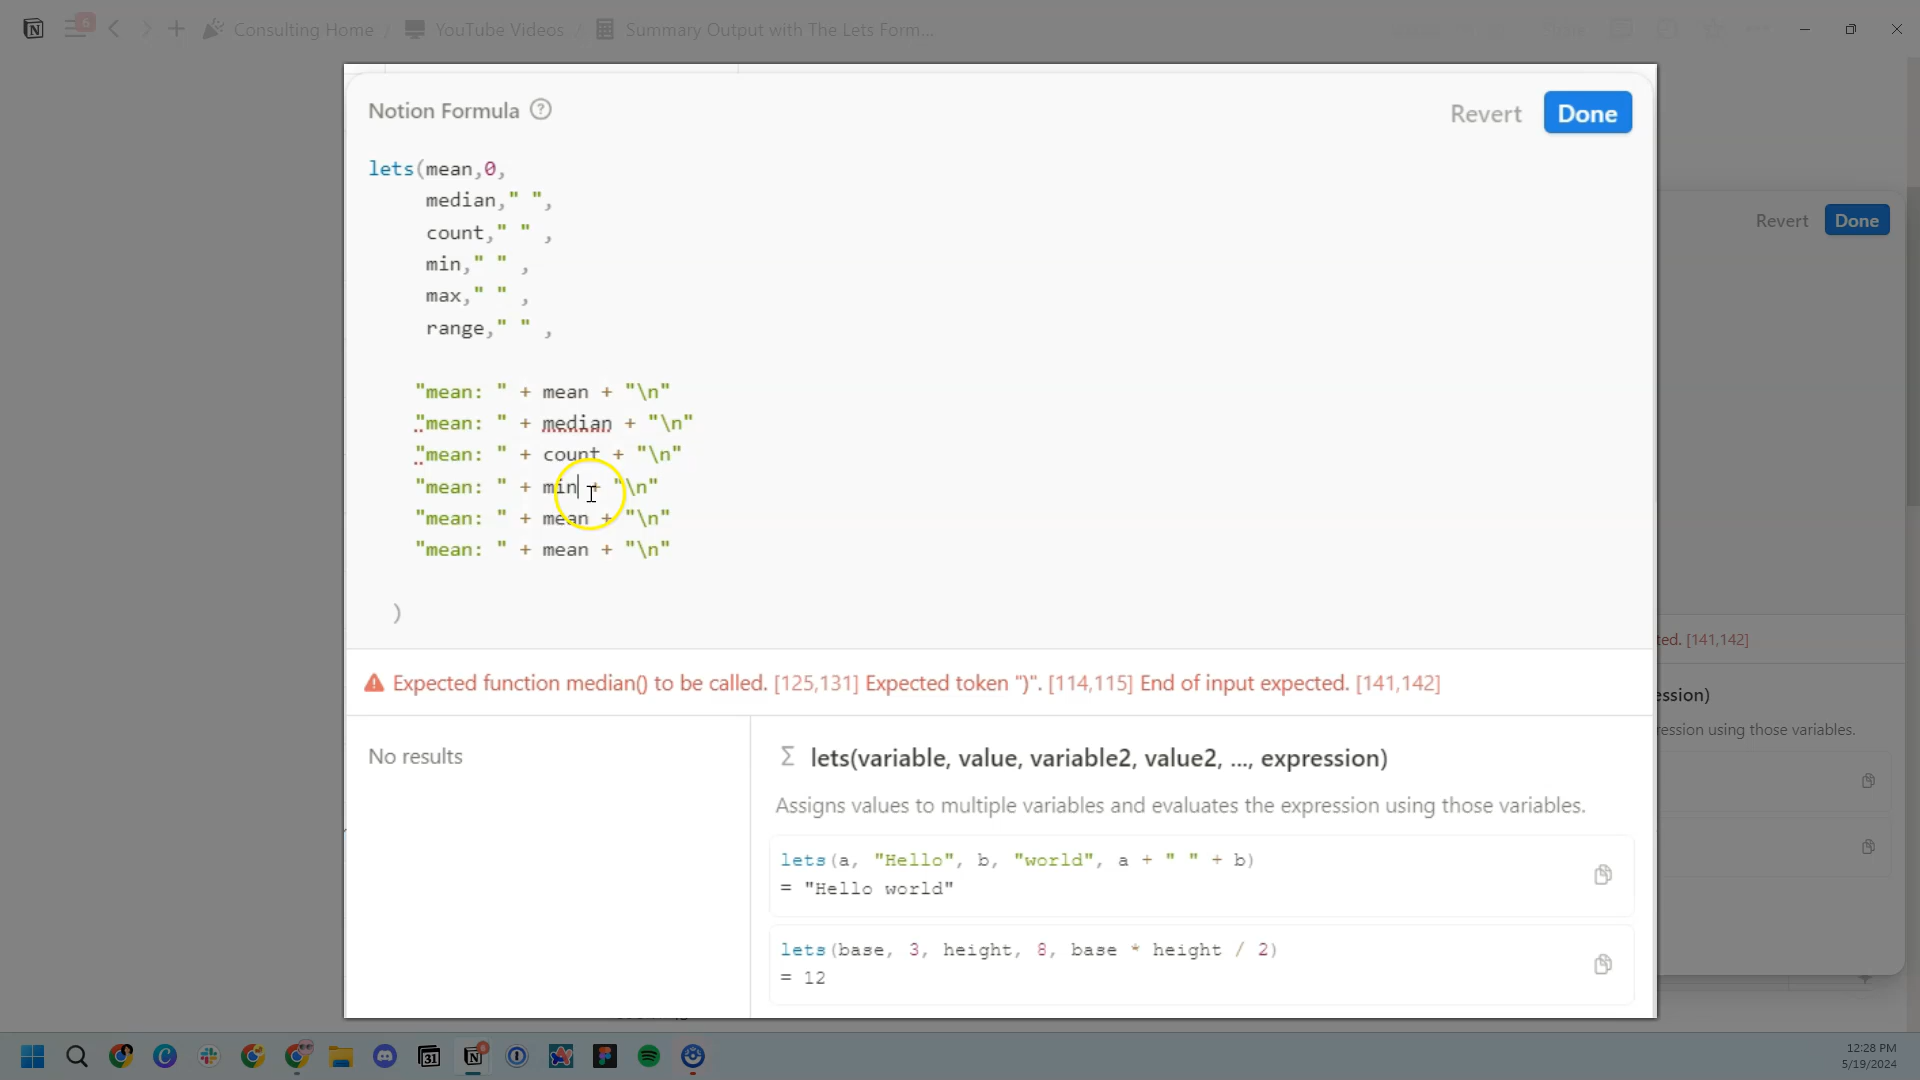 6
Consulting Home / YouTube Videos / Summary Output with The Lets Form...
Notion Formula ?
Revert Done
lets(mean,0,
median," ",
count," " ,
min," " ,
max," " ,
range," " ,
"mean: " + mean + "\n"
"mean: " + median + "\n"
"mean: " + count + "\n"
"mean: " + min + "\n"
"mean: " + mean + "\n"
"mean: " + mean + "\n"
)
Expected function median() to be called. [125,131] Expected token ")". [114,115] End of input expected. [141,142]
No results
Σ lets(variable, value, variable2, value2, ..., expression)
Assigns values to multiple variables and evaluates the expression using those variables.
lets(a, "Hello", b, "world", a + " " + b)
= "Hello world"
lets(base, 3, height, 8, base * height / 2)
= 12
Revert Done
ted. [141,142]
ession)
ression using those variables.
31
6
12:28 PM
5/19/2024